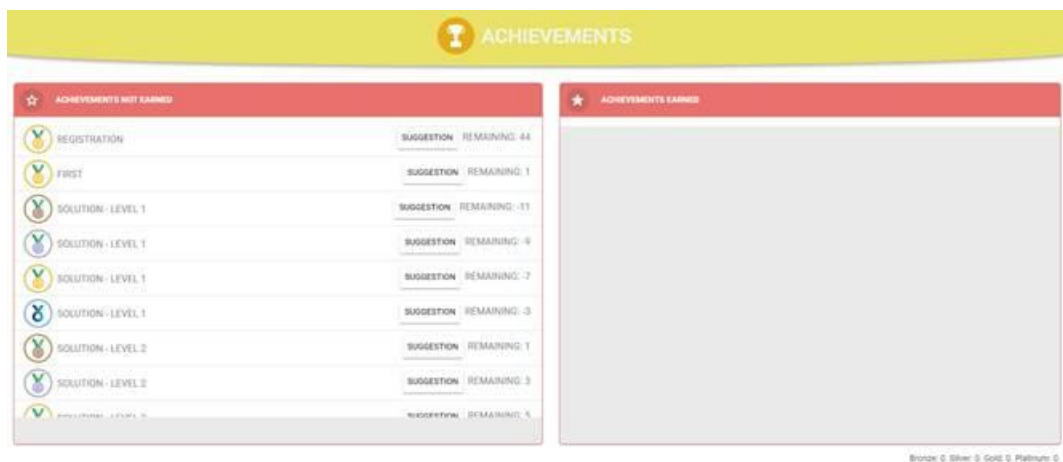 ACHIEVEMENTS
ACHIEVEMENTS NOT EARNED
REGISTRATION SUGGESTION REMAINING: 44
FIRST SUGGESTION REMAINING: 1
SOLUTION - LEVEL 1 SUGGESTION REMAINING: -11
SOLUTION - LEVEL 1 SUGGESTION REMAINING: -9
SOLUTION - LEVEL 1 SUGGESTION REMAINING: -7
SOLUTION - LEVEL 1 SUGGESTION REMAINING: -3
SOLUTION - LEVEL 2 SUGGESTION REMAINING: 1
SOLUTION - LEVEL 2 SUGGESTION REMAINING: 3
SOLUTION - LEVEL 2 SUGGESTION REMAINING: 5
ACHIEVEMENTS EARNED
Bronze: 0. Silver: 0. Gold: 0. Platinum: 0.